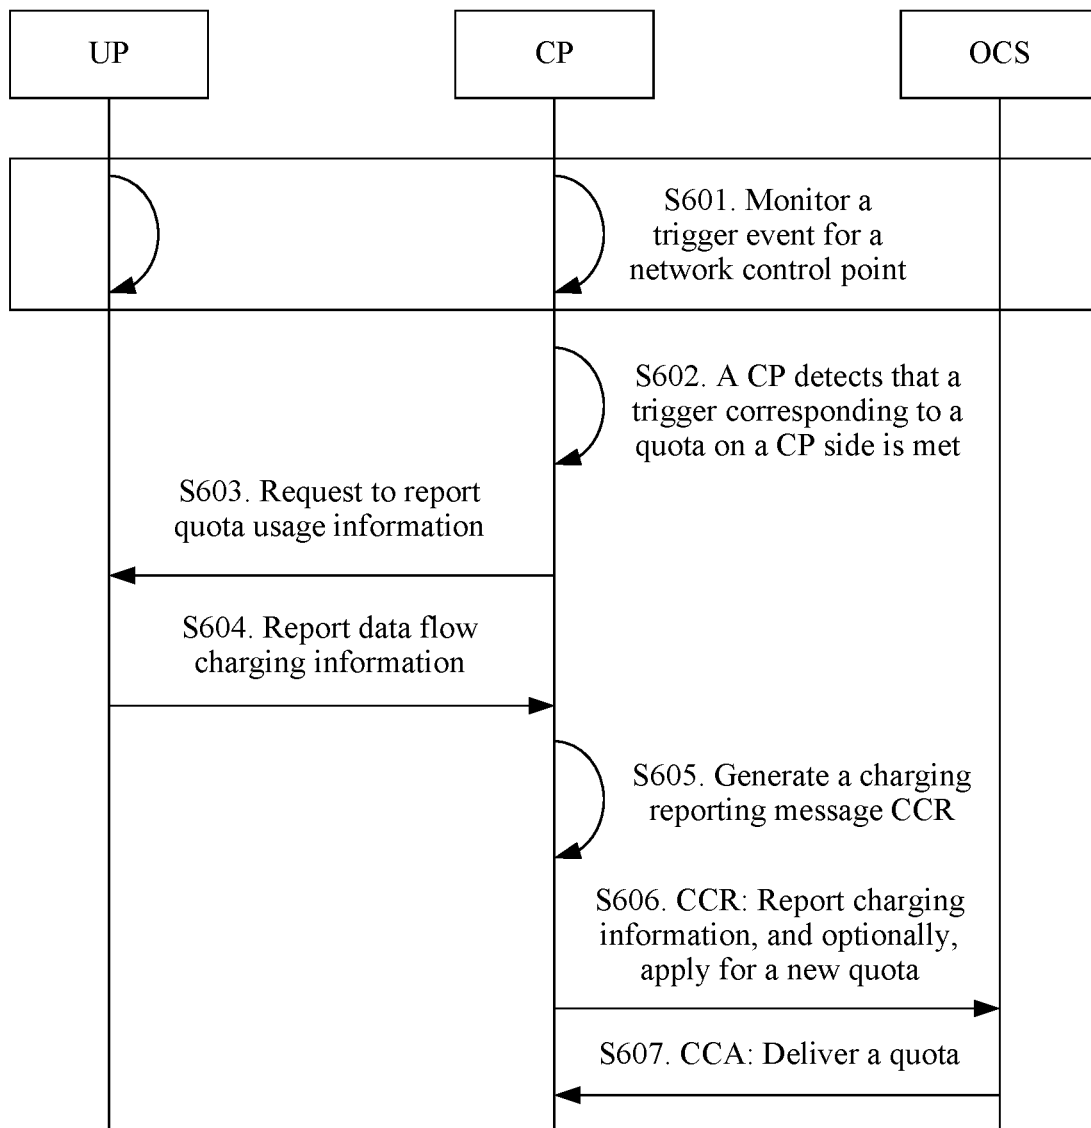 UP
CP
OCS
S601. Monitor a
trigger event for a
network control point
S602. A CP detects that a
trigger corresponding to a
quota on a CP side is met
S603. Request to report
quota usage information
S604. Report data flow
charging information
S605. Generate a charging
reporting message CCR
S606. CCR: Report charging
information, and optionally,
apply for a new quota
S607. CCA: Deliver a quota